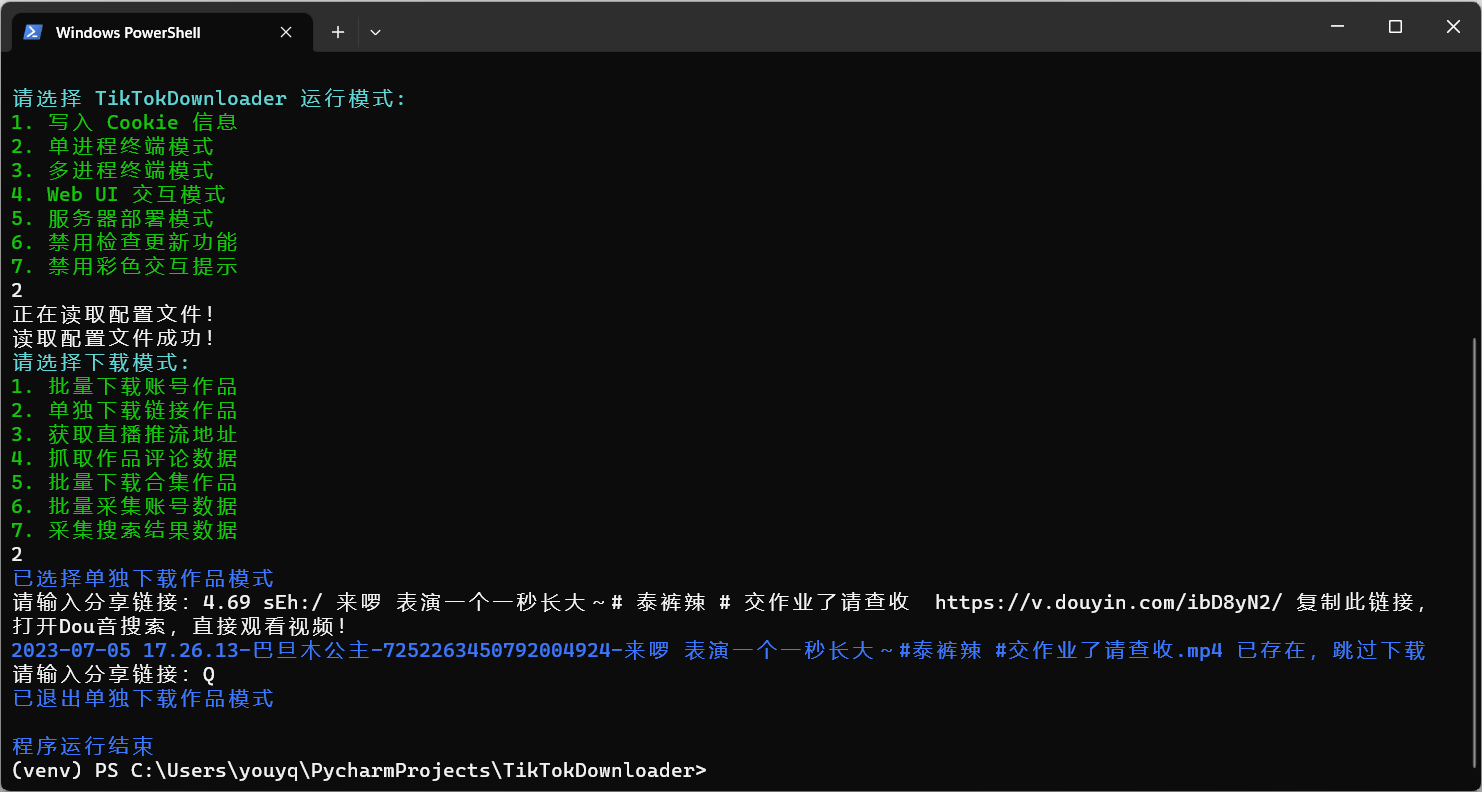 Windows PowerShell
请选择 TikTokDownloader 运行模式:
1. 写入 Cookie 信息
2. 单进程终端模式
3. 多进程终端模式
4. Web UI 交互模式
5. 服务器部署模式
6. 禁用检查更新功能
7. 禁用彩色交互提示
2
正在读取配置文件!
读取配置文件成功!
请选择下载模式:
1. 批量下载账号作品
2. 单独下载链接作品
3. 获取直播推流地址
4. 抓取作品评论数据
5. 批量下载合集作品
6. 批量采集账号数据
7. 采集搜索结果数据
2
已选择单独下载作品模式
请输入分享链接: 4.69 sEh:/ 来啰 表演一个一秒长大～# 泰裤辣 # 交作业了请查收  https://v.douyin.com/ibD8yN2/ 复制此链接,
打开Dou音搜索, 直接观看视频!
2023-07-05 17.26.13-巴旦木公主-7252263450792004924-来啰 表演一个一秒长大～#泰裤辣 #交作业了请查收.mp4 已存在, 跳过下载
请输入分享链接: Q
已退出单独下载作品模式
程序运行结束
(venv) PS C:\Users\youyq\PycharmProjects\TikTokDownloader>